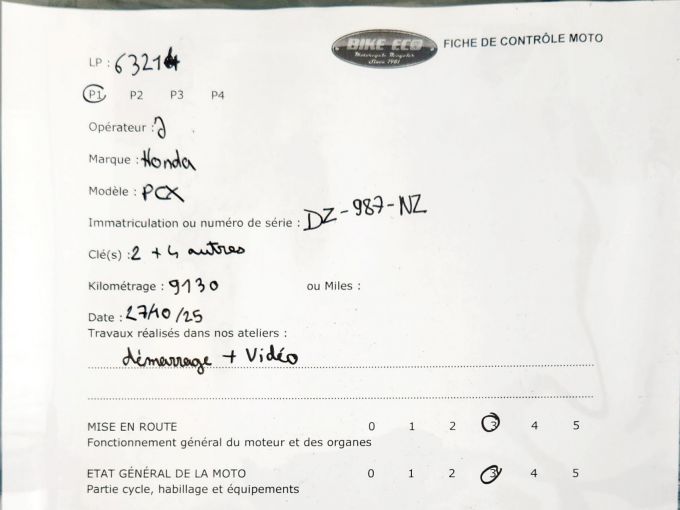 BIKE ECO
Motorcycle Recycler
Since 1981
FICHE DE CONTRÔLE MOTO
LP : 63214
P1 P2 P3 P4
Opérateur : J
Marque : Honda
Modèle : PCX
Immatriculation ou numéro de série : DZ-987-NZ
Clé(s) : 2 + 4 autres
Kilométrage : 9130 ou Miles :
Date : 27/10/25
Travaux réalisés dans nos ateliers :
démarrage + Vidéo
MISE EN ROUTE 0 1 2 3 4 5
Fonctionnement général du moteur et des organes
ETAT GÉNÉRAL DE LA MOTO 0 1 2 3 4 5
Partie cycle, habillage et équipements